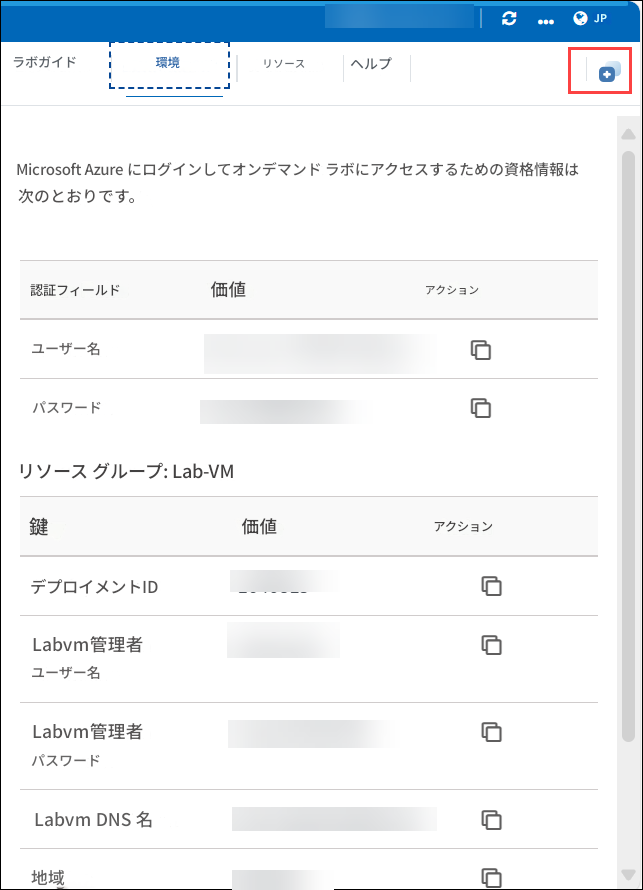 JP
ラボガイド
環境
リソース
ヘルプ
Microsoft Azure にログインしてオンデマンド ラボにアクセスするための資格情報は
次のとおりです。
認証フィールド 価値 アクション
ユーザー名
パスワード
リソース グループ: Lab-VM
鍵 価値 アクション
デプロイメントID
Labvm管理者
ユーザー名
Labvm管理者
パスワード
Labvm DNS 名
地域